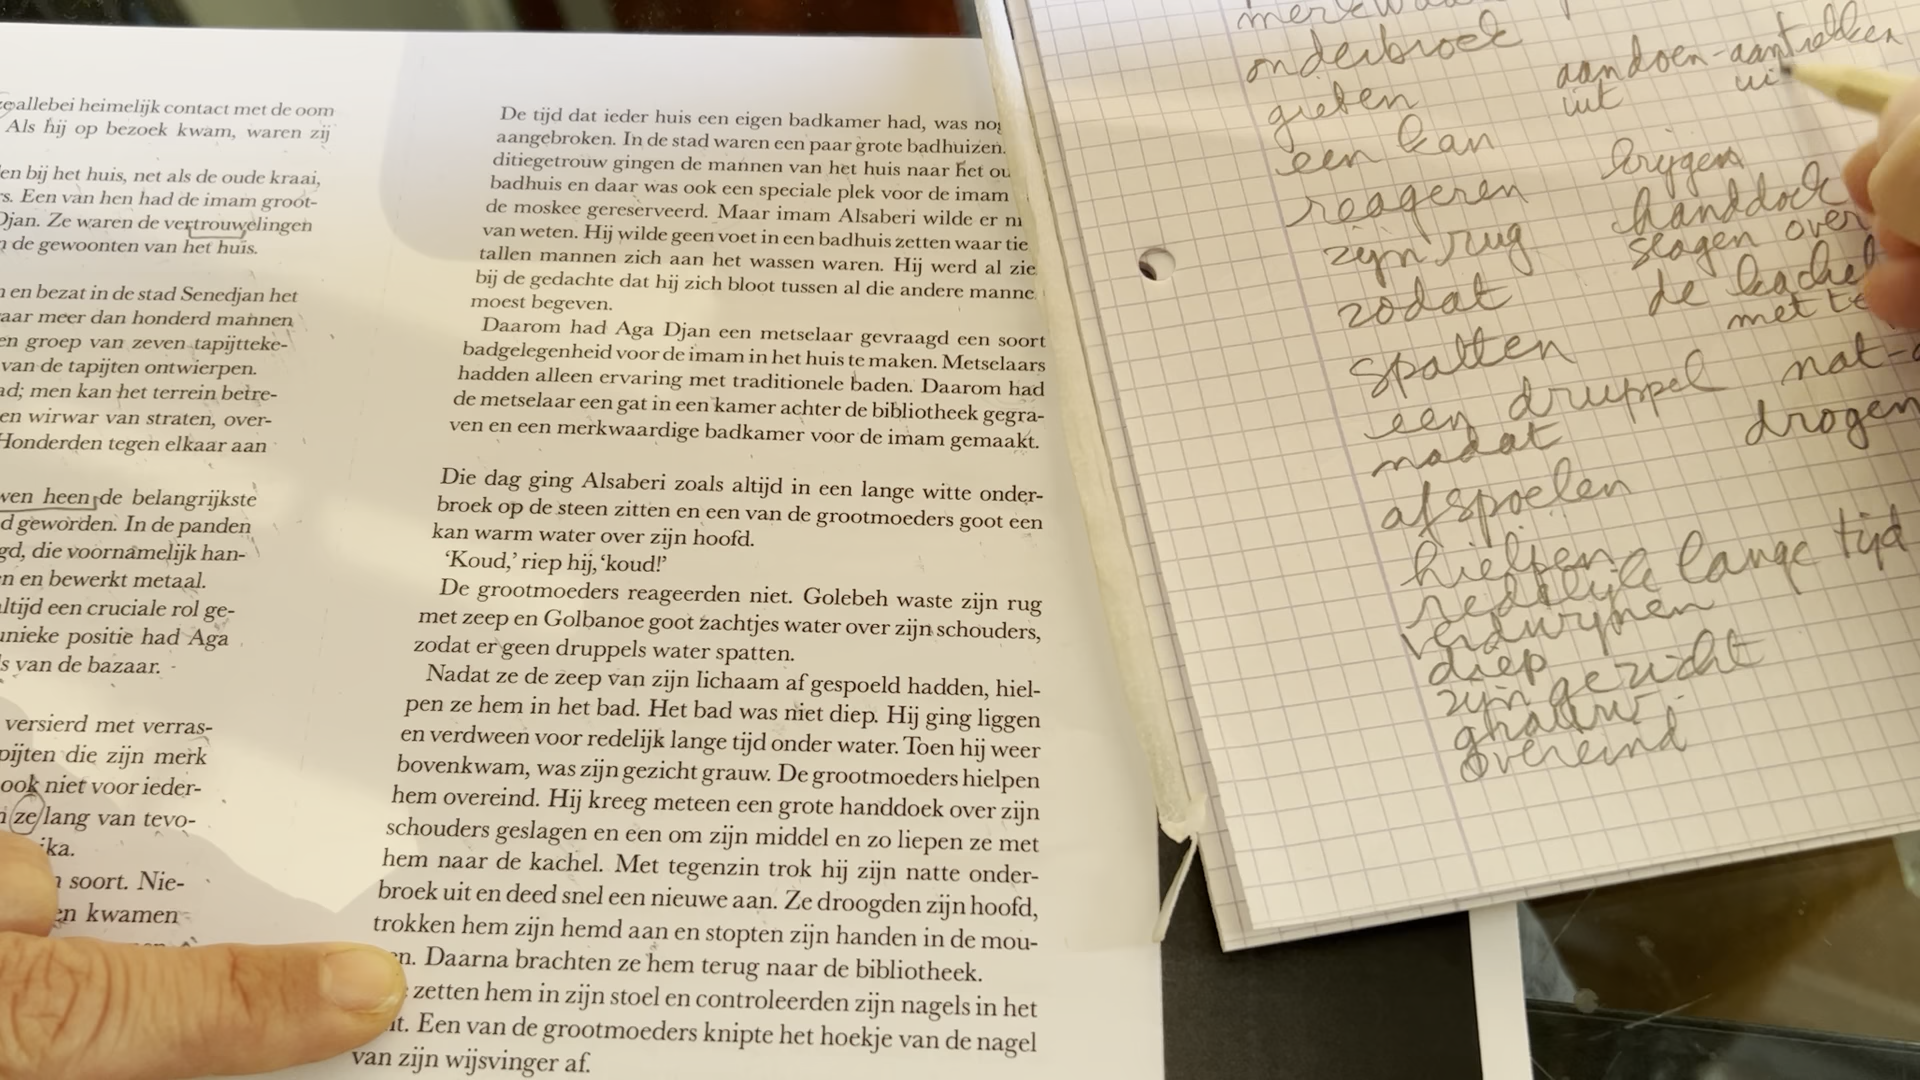 allebei heimelijk contact met de oom
Als hij op bezoek kwam, waren zij
en bij het huis, net als de oude kraai,
s. Een van hen had de imam groot-
Djan. Ze waren de vertrouwelingen
de gewoonten van het huis.
en bezat in de stad Senedjan het
aar meer dan honderd mannen
en groep van zeven tapijtteke-
van de tapijten ontwierpen.
ad; men kan het terrein betre-
en wirwar van straten, over-
Honderden tegen elkaar aan
ven heen de belangrijkste
d geworden. In de panden
gd, die voornamelijk han-
n en bewerkt metaal.
altijd een cruciale rol ge-
unieke positie had Aga
s van de bazaar.
versierd met verras-
pijten die zijn merk
ook niet voor ieder-
ze lang van tevo-
ika.
soort. Nie-
en kwamen
De tijd dat ieder huis een eigen badkamer had, was nog
aangebroken. In de stad waren een paar grote badhuizen.
ditiegetrouw gingen de mannen van het huis naar het ou
badhuis en daar was ook een speciale plek voor de imam
de moskee gereserveerd. Maar imam Alsaberi wilde er ni
van weten. Hij wilde geen voet in een badhuis zetten waar tie
tallen mannen zich aan het wassen waren. Hij werd al zie
bij de gedachte dat hij zich bloot tussen al die andere manne
moest begeven.
Daarom had Aga Djan een metselaar gevraagd een soort
badgelegenheid voor de imam in het huis te maken. Metselaars
hadden alleen ervaring met traditionele baden. Daarom had
de metselaar een gat in een kamer achter de bibliotheek gegra-
ven en een merkwaardige badkamer voor de imam gemaakt.
Die dag ging Alsaberi zoals altijd in een lange witte onder-
broek op de steen zitten en een van de grootmoeders goot een
kan warm water over zijn hoofd.
‘Koud,’ riep hij, ‘koud!’
De grootmoeders reageerden niet. Golebeh waste zijn rug
met zeep en Golbanoe goot zachtjes water over zijn schouders,
zodat er geen druppels water spatten.
Nadat ze de zeep van zijn lichaam afgespoeld hadden, hiel-
pen ze hem in het bad. Het bad was niet diep. Hij ging liggen
en verdween voor redelijk lange tijd onder water. Toen hij weer
bovenkwam, was zijn gezicht grauw. De grootmoeders hielpen
hem overeind. Hij kreeg meteen een grote handdoek over zijn
schouders geslagen en een om zijn middel en zo liepen ze met
hem naar de kachel. Met tegenzin trok hij zijn natte onder-
broek uit en deed snel een nieuwe aan. Ze droogden zijn hoofd,
trokken hem zijn hemd aan en stopten zijn handen in de mou-
en. Daarna brachten ze hem terug naar de bibliotheek.
zetten hem in zijn stoel en controleerden zijn nagels in het
t. Een van de grootmoeders knipte het hoekje van de nagel
van zijn wijsvinger af.
onderbroek
gieten
een kan
reageren
zijn rug
zodat
spatten
een druppel
nadat
afspoelen
hielpen
redelijk lange tijd
verdwijnen
diep
zijn gezicht
grauw
overeind
aandoen-aantrekken
uit ui
krijgen
handdoek
slagen over
de kachel
met te
nat-d
drogen